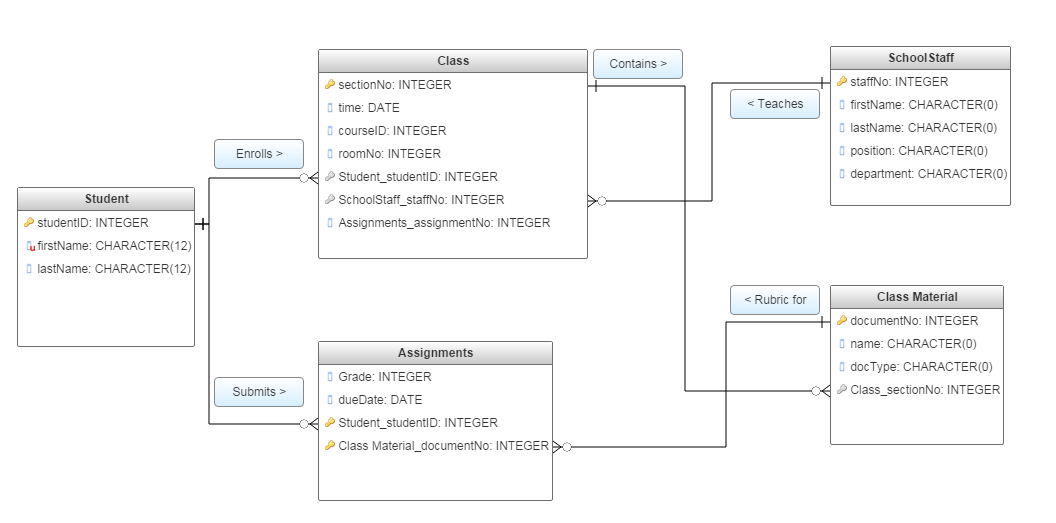 Class
sectionNo: INTEGER
time: DATE
courseID: INTEGER
roomNo: INTEGER
Student_studentID: INTEGER
SchoolStaff_staffNo: INTEGER
Assignments_assignmentNo: INTEGER
Contains >
SchoolStaff
staffNo: INTEGER
firstName: CHARACTER(0)
lastName: CHARACTER(0)
position: CHARACTER(0)
department: CHARACTER(0)
< Teaches
Enrolls >
Student
studentID: INTEGER
u firstName: CHARACTER(12)
lastName: CHARACTER(12)
< Rubric for
Class Material
documentNo: INTEGER
name: CHARACTER(0)
docType: CHARACTER(0)
Class_sectionNo: INTEGER
Submits >
Assignments
Grade: INTEGER
dueDate: DATE
Student_studentID: INTEGER
Class Material_documentNo: INTEGER